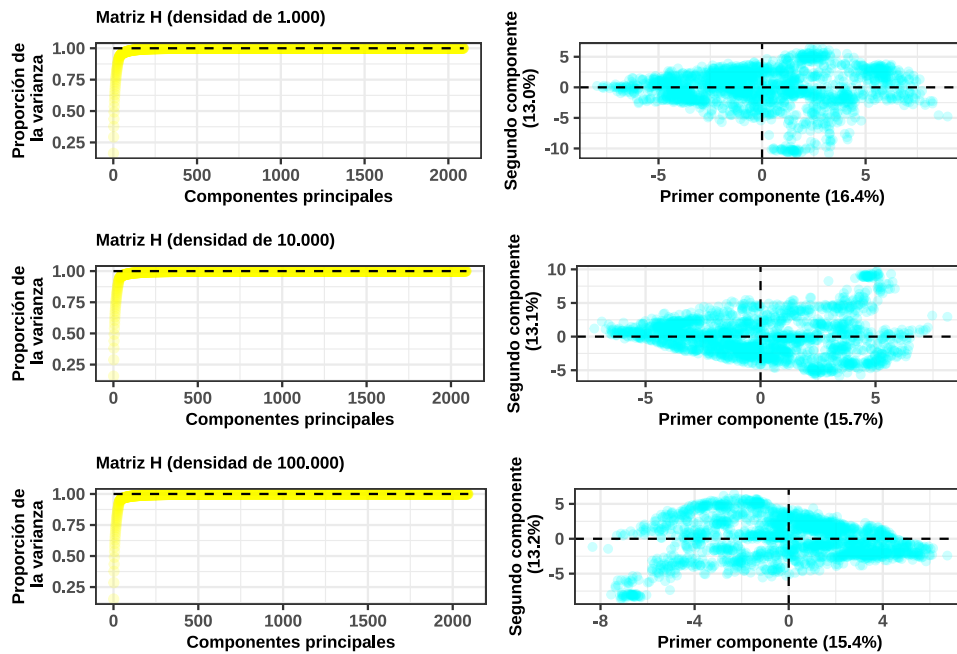 Matriz H (densidad de 1.000)
Proporción de
la varianza
1.00
0.75
0.50
0.25
0 500 1000 1500 2000
Componentes principales
Segundo componente
(13.0%)
5
0
-5
-10
-5 0 5
Primer componente (16.4%)
Matriz H (densidad de 10.000)
Proporción de
la varianza
1.00
0.75
0.50
0.25
0 500 1000 1500 2000
Componentes principales
Segundo componente
(13.1%)
10
5
0
-5
-5 0 5
Primer componente (15.7%)
Matriz H (densidad de 100.000)
Proporción de
la varianza
1.00
0.75
0.50
0.25
0 500 1000 1500 2000
Componentes principales
Segundo componente
(13.2%)
5
0
-5
-8 -4 0 4
Primer componente (15.4%)